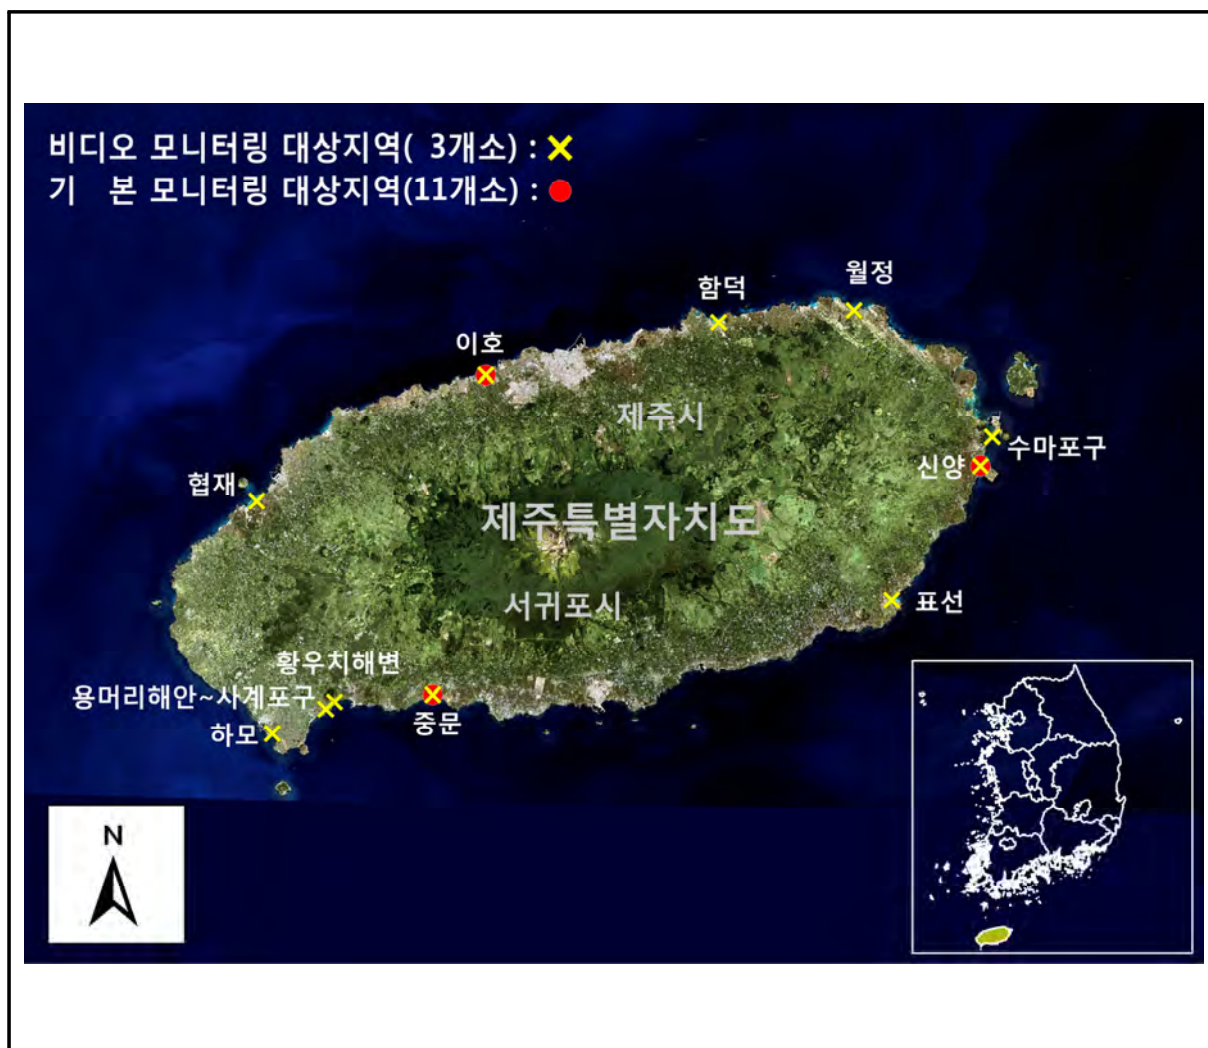 비디오 모니터링 대상지역( 3개소) :
기 본 모니터링 대상지역(11개소) :
월정
함덕
이호
제주시
수마포구
신양
협재
제주특별자치도
서귀포시
표선
황우치해변
용머리해안~사계포구
중문
하모
N